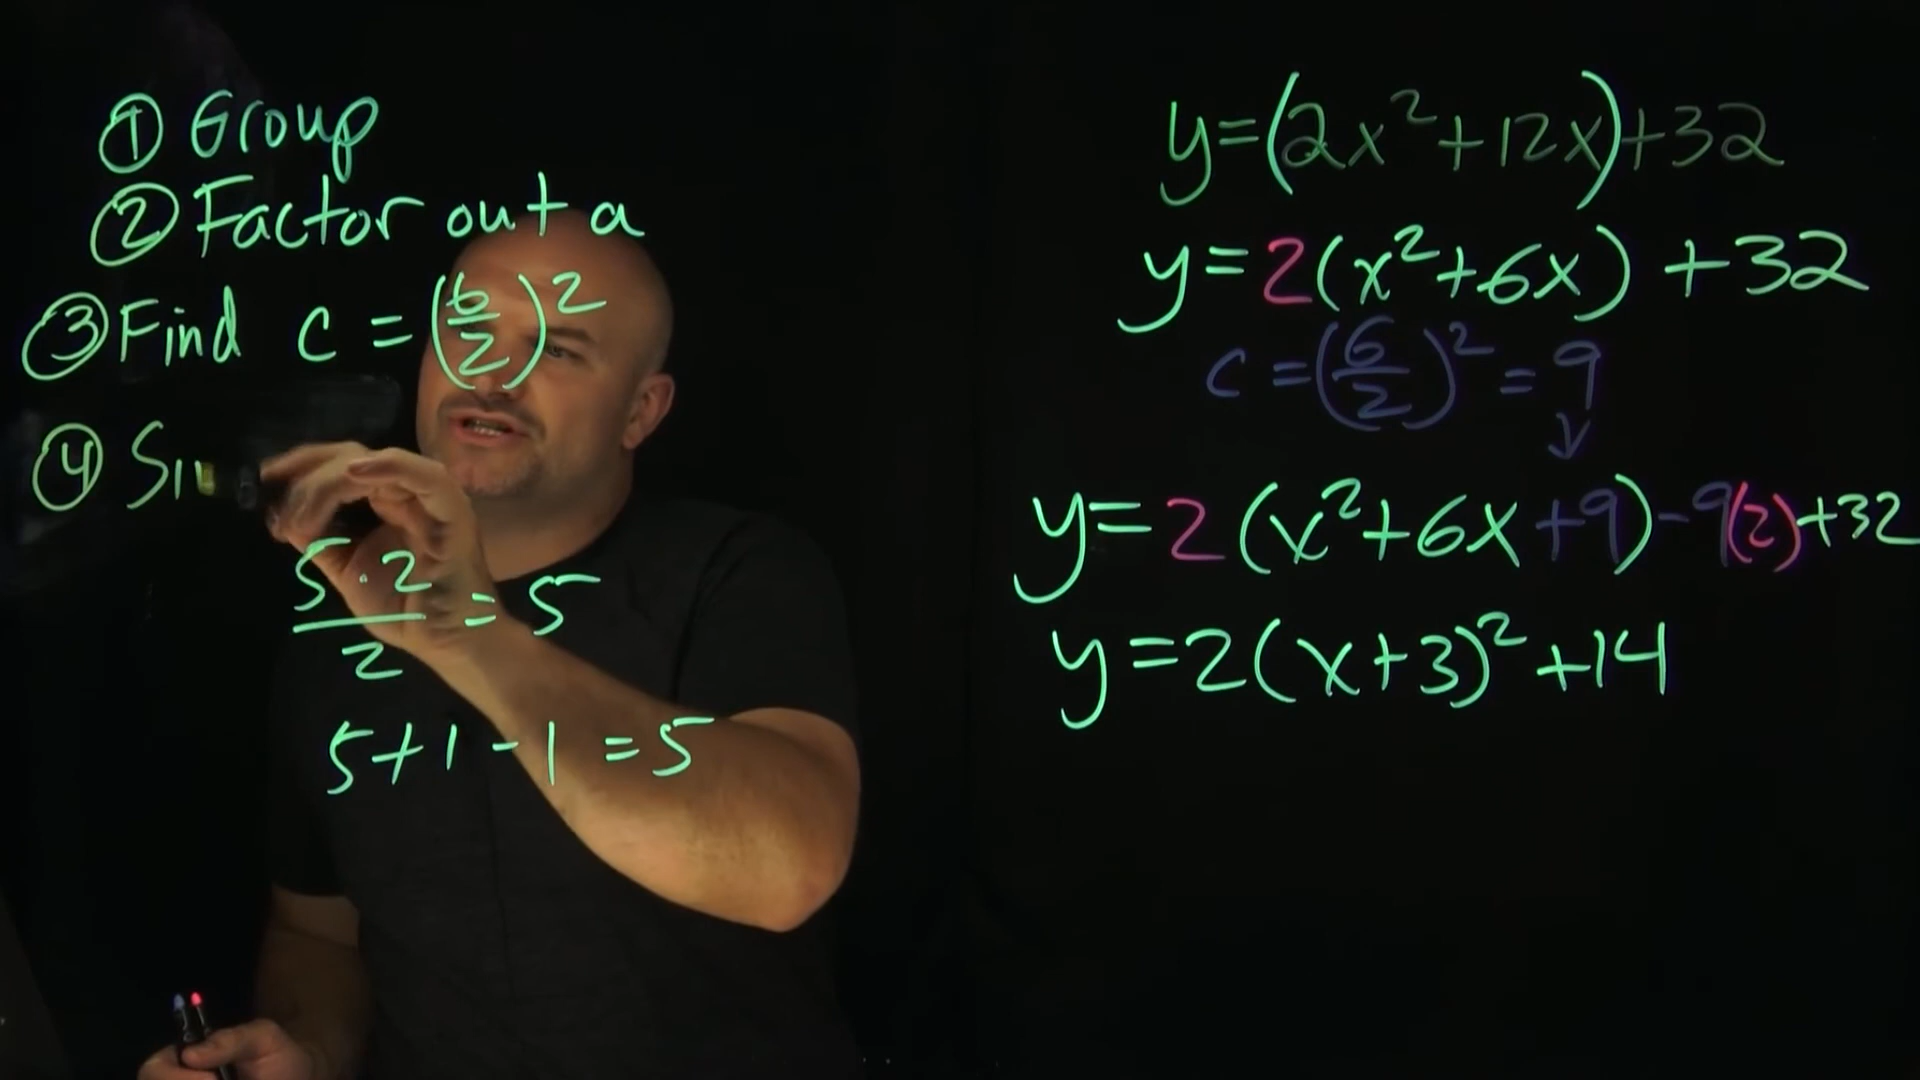 ① Group
② Factor out a
③ Find c = (b/2)²
④ Sim
5·2/2 = 5
5+1-1 = 5
y=(2x²+12x)+32
y=2(x²+6x) +32
c=(6/2)²=9
↓
y=2(x²+6x+9)-9(2)+32
y=2(x+3)²+14